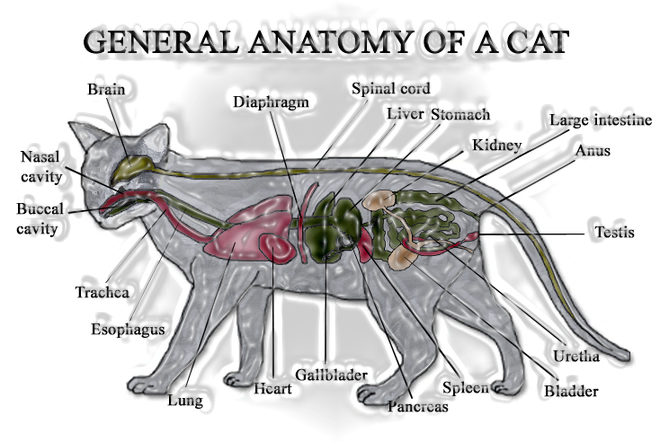 GENERAL ANATOMY OF A CAT
Brain
Spinal cord
Diaphragm
Liver
Stomach
Large intestine
Kidney
Anus
Nasal
cavity
Buccal
cavity
Testis
Trachea
Esophagus
Uretha
Gallbladder
Heart
Spleen
Bladder
Lung
Pancreas